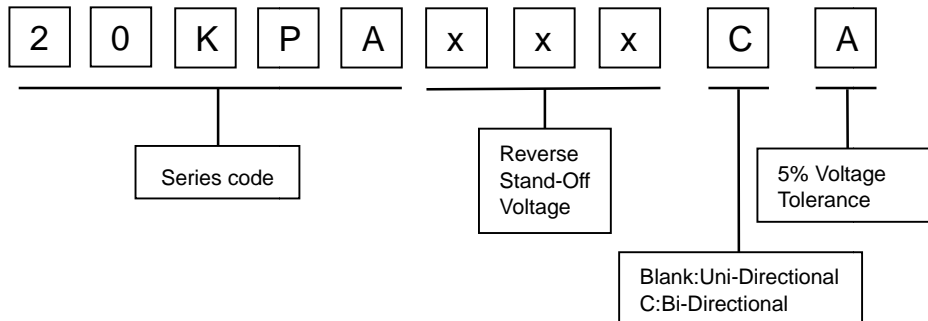 2 0 K P A x x x C A
Series code
Reverse
Stand-Off
Voltage
5% Voltage
Tolerance
Blank:Uni-Directional
C:Bi-Directional